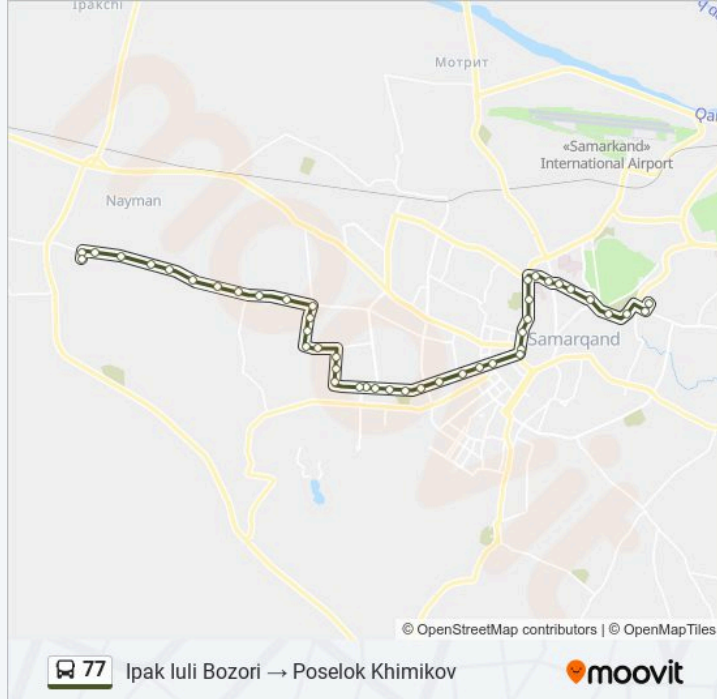 Ipakchi
Мотрит
«Samarkand»
International Airport
Nayman
Samarqand
© OpenStreetMap contributors | © OpenMapTiles
77 Ipak Iuli Bozori → Poselok Khimikov
moovit